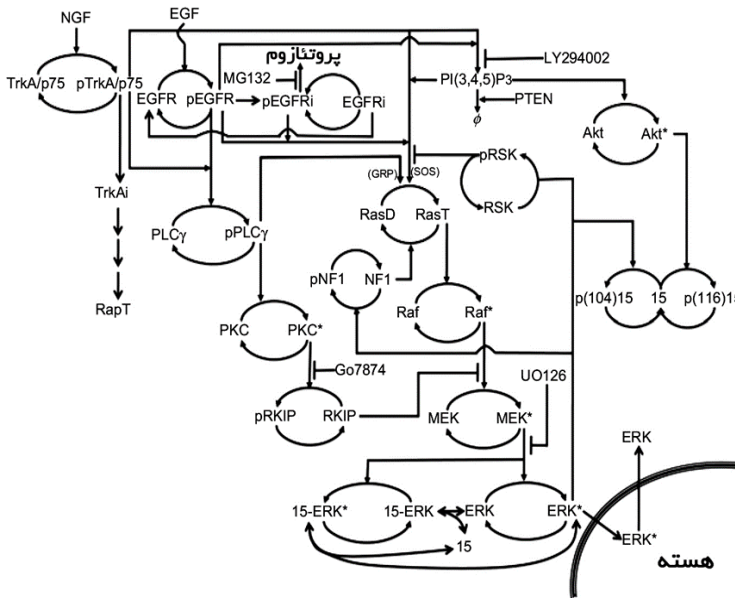 NGF
EGF
پروتئازوم
LY294002
TrkA/p75
pTrkA/p75
MG132
PI(3,4,5)P3
EGFR
pEGFR
pEGFRi
EGFRi
PTEN
ϕ
Akt
Akt*
pRSK
(GRP)
(SOS)
TrkAi
RSK
RasD
RasT
PLCγ
pPLCγ
pNF1
NF1
p(104)15
15
p(116)15
RapT
Raf
Raf*
PKC
PKC*
Go7874
UO126
pRKIP
RKIP
MEK
MEK*
ERK
15-ERK*
15-ERK
ERK
ERK*
15
ERK*
هسته